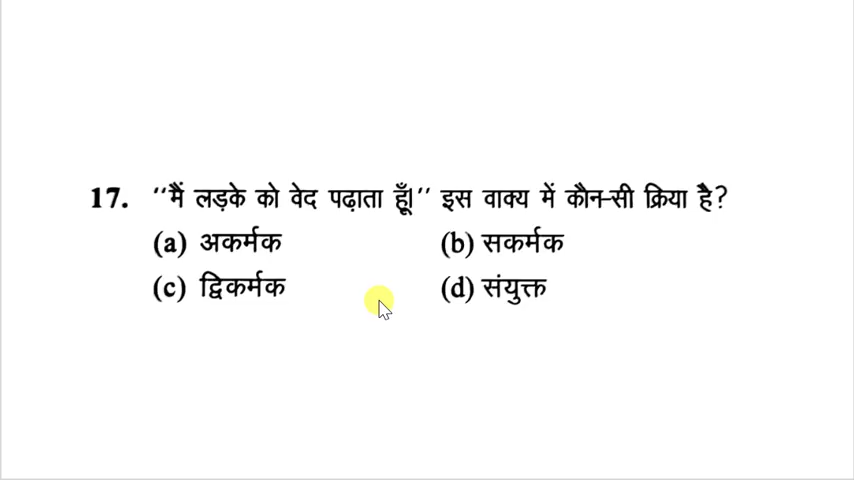 17. ‘‘मैं लड़के को वेद पढ़ाता हूँ।’’ इस वाक्य में कौन-सी क्रिया है?
(a) अकर्मक (b) सकर्मक
(c) द्विकर्मक (d) संयुक्त